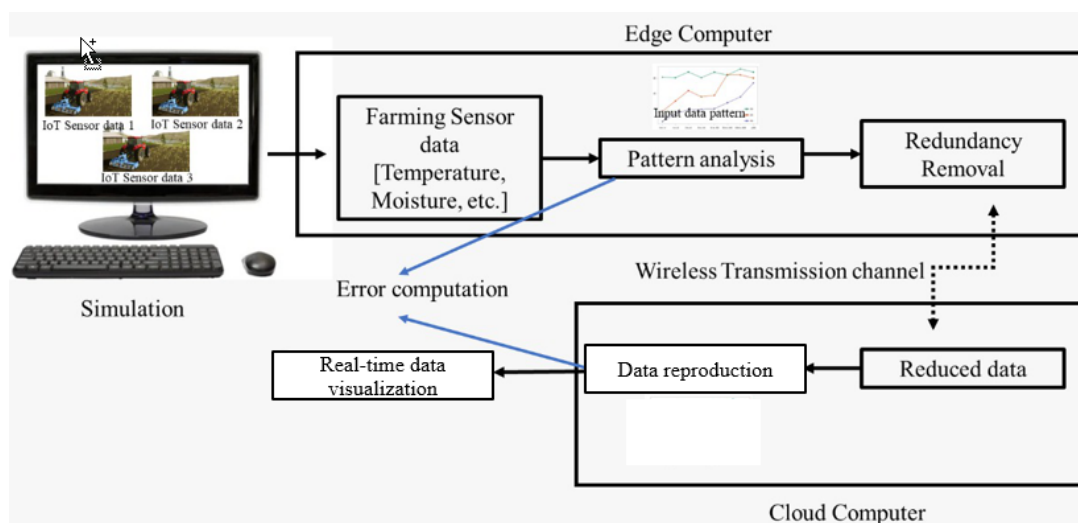 Edge Computer
IoT Sensor data 1
IoT Sensor data 2
IoT Sensor data 3
Simulation
Farming Sensor
data
[Temperature,
Moisture, etc.]
Input data pattern
Pattern analysis
Redundancy
Removal
Wireless Transmission channel
Error computation
Real-time data
visualization
Data reproduction
Reduced data
Cloud Computer